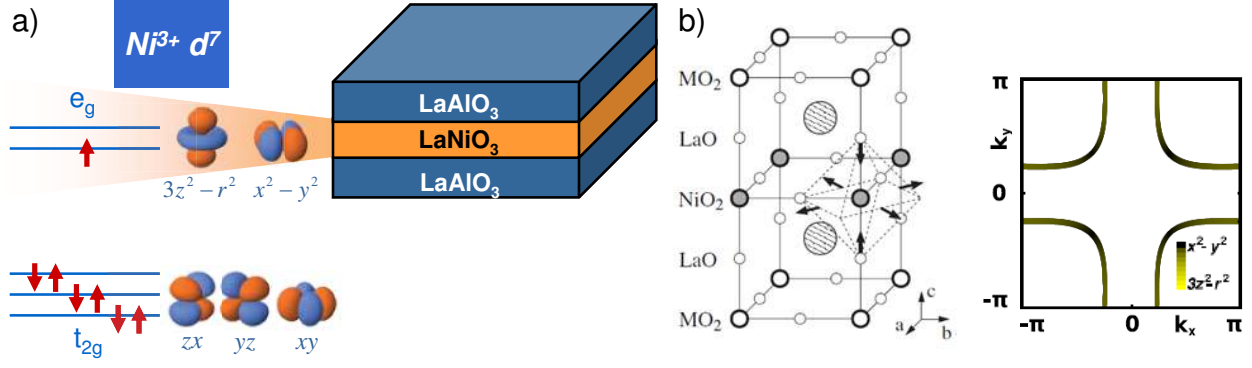 a)
Ni³⁺ d⁷
e_g
3z² − r²
x² − y²
LaAlO₃
LaNiO₃
LaAlO₃
t₂g
zx
yz
xy
b)
MO₂
LaO
NiO₂
LaO
MO₂
c
a
b
π
k_y
0
-π
x²− y²
3z²−r²
-π
0
k_x
π